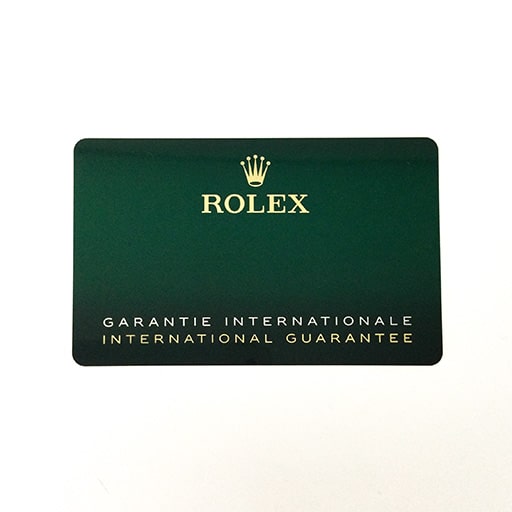 ROLEX
GARANTIE INTERNATIONALE
INTERNATIONAL GUARANTEE